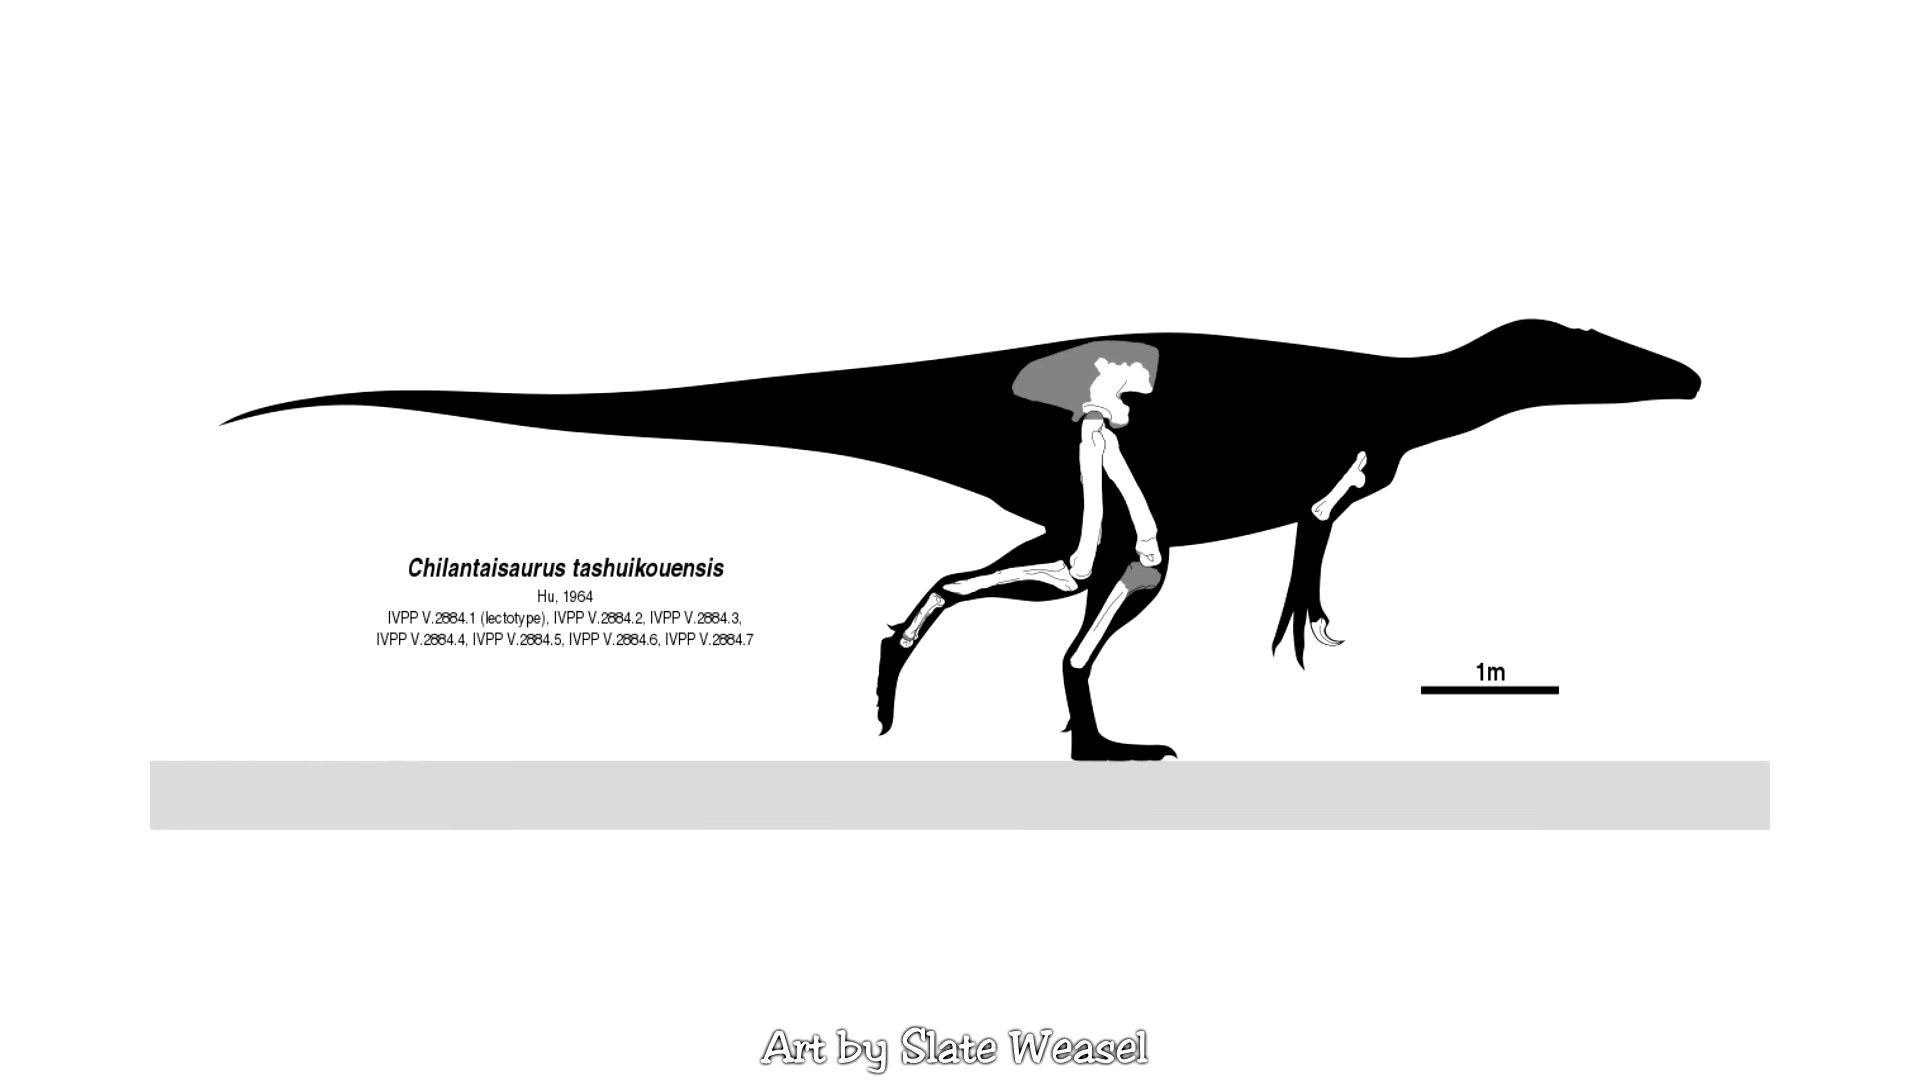 Chilantaisaurus tashuikouensis
Hu, 1964
IVPP V.2884.1 (lectotype), IVPP V.2884.2, IVPP V.2884.3,
IVPP V.2884.4, IVPP V.2884.5, IVPP V.2884.6, IVPP V.2884.7
1m
Art by Slate Weasel